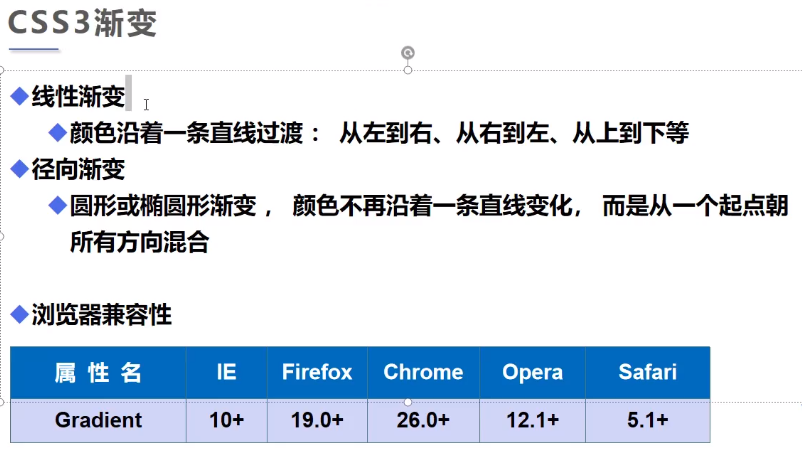 CSS3渐变
线性渐变
颜色沿着一条直线过渡： 从左到右、从右到左、从上到下等
径向渐变
圆形或椭圆形渐变， 颜色不再沿着一条直线变化， 而是从一个起点朝
所有方向混合
浏览器兼容性
属 性 名 IE Firefox Chrome Opera Safari
Gradient 10+ 19.0+ 26.0+ 12.1+ 5.1+